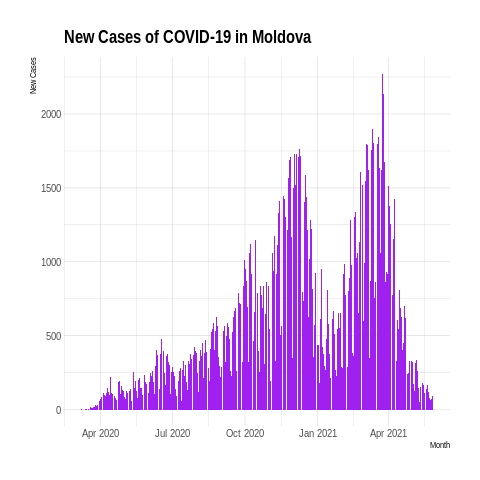 New Cases of COVID-19 in Moldova
New Cases
2000
1500
1000
500
0
Apr 2020 Jul 2020 Oct 2020 Jan 2021 Apr 2021
Month